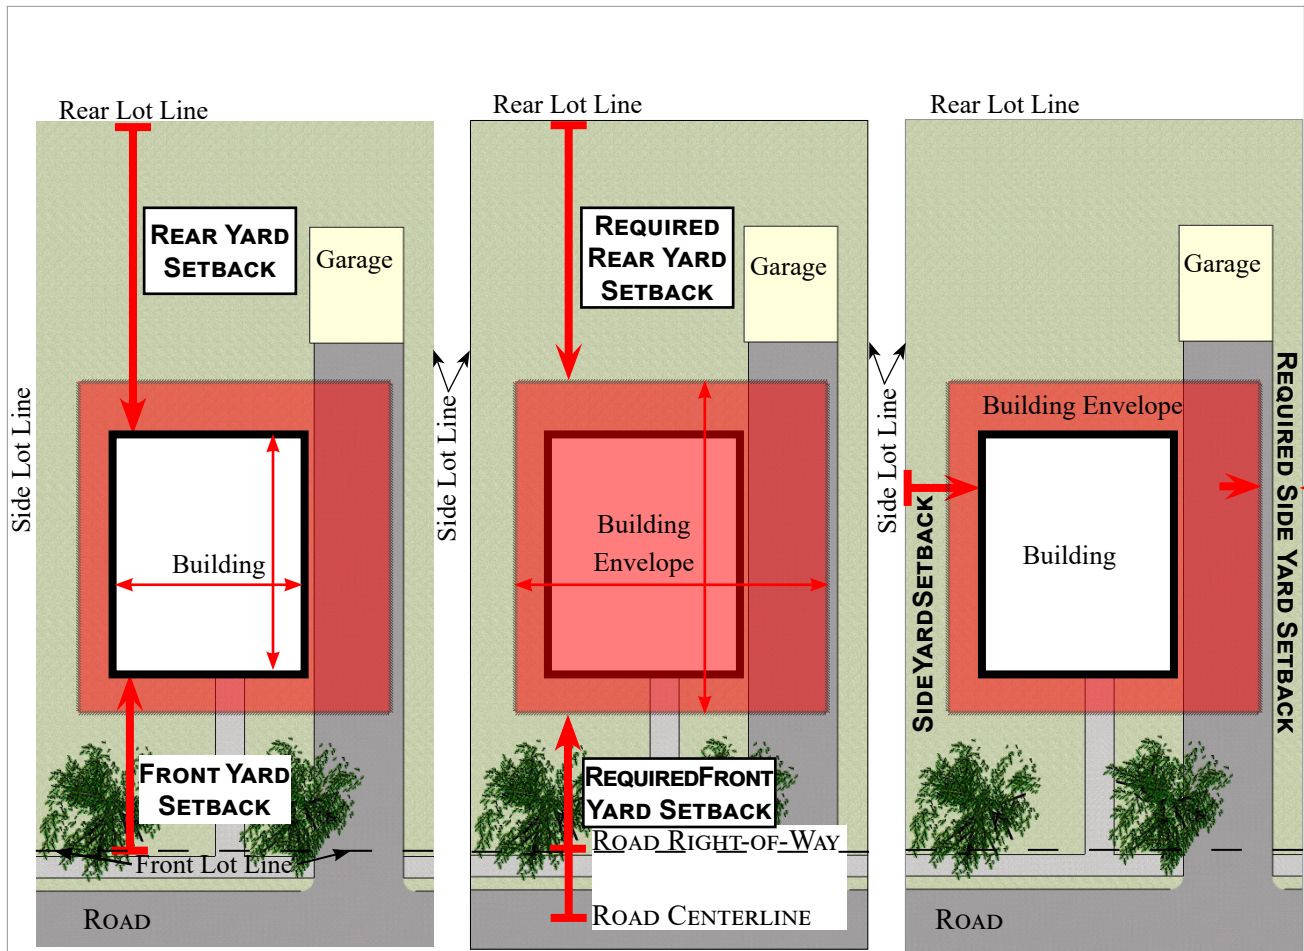 Rear Lot Line
REAR YARD
SETBACK
Garage
Side Lot Line
Building
FRONT YARD
SETBACK
Front Lot Line
ROAD
Rear Lot Line
REQUIRED
REAR YARD
SETBACK
Garage
Side Lot Line
Building
Envelope
REQUIREDFRONT
YARD SETBACK
ROAD RIGHT-OF-WAY
ROAD CENTERLINE
Rear Lot Line
Garage
Side Lot Line
Building Envelope
SIDEYARDSETBACK
Building
REQUIRED SIDE YARD SETBACK
ROAD